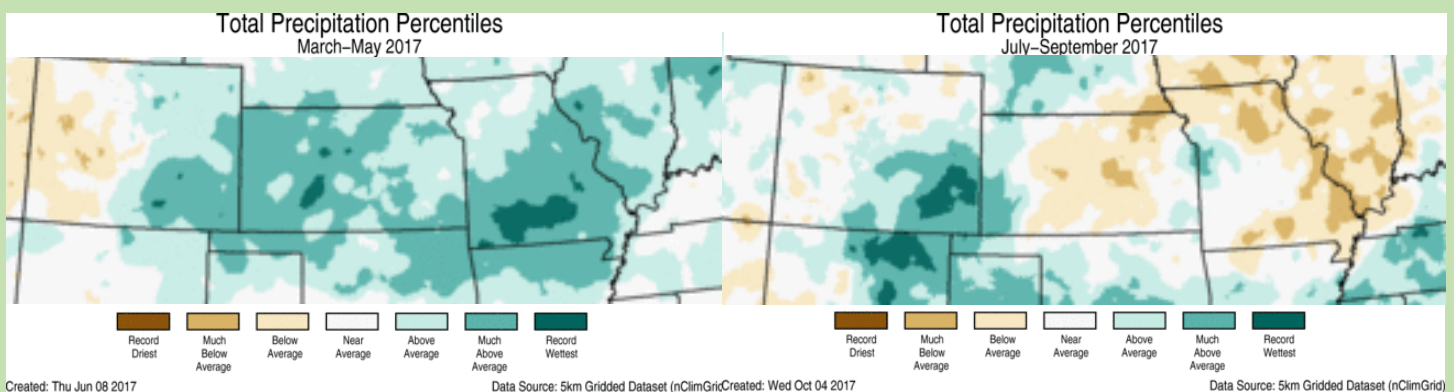 Total Precipitation Percentiles
March–May 2017
Record
Driest
Much
Below
Average
Below
Average
Near
Average
Above
Average
Much
Above
Average
Record
Wettest
Created: Thu Jun 08 2017
Data Source: 5km Gridded Dataset (nClimGrid
Total Precipitation Percentiles
July–September 2017
Record
Driest
Much
Below
Average
Below
Average
Near
Average
Above
Average
Much
Above
Average
Record
Wettest
Created: Wed Oct 04 2017
Data Source: 5km Gridded Dataset (nClimGrid)